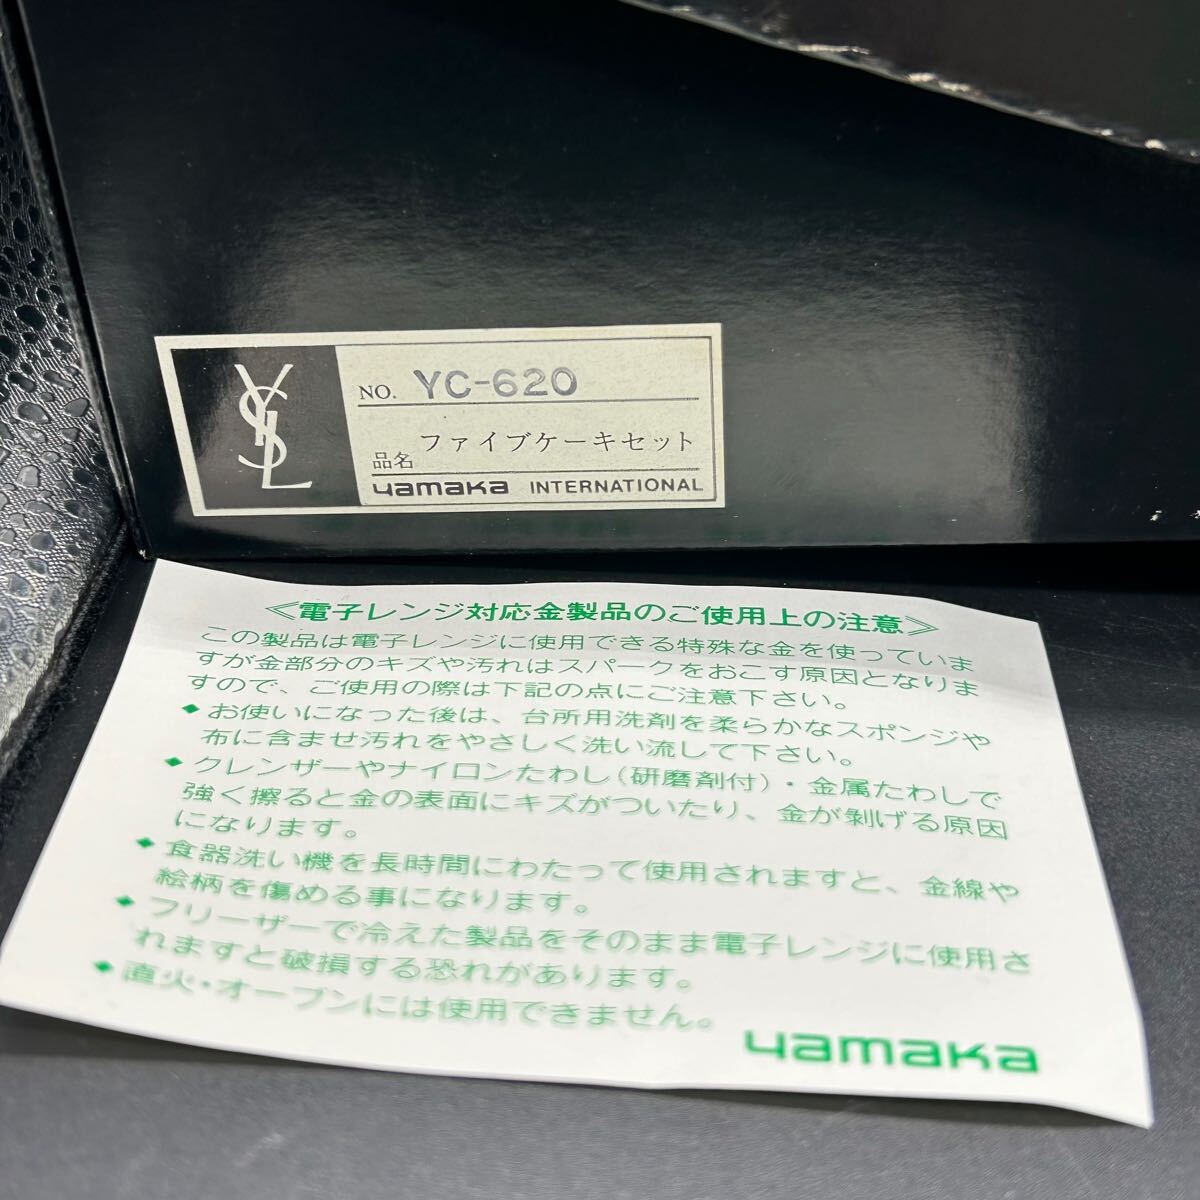 YSL
NO. YC-620
品名 ファイブケーキセット
yamaka INTERNATIONAL
≪電子レンジ対応金製品のご使用上の注意≫
この製品は電子レンジに使用できる特殊な金を使っていま
すが金部分のキズや汚れはスパークをおこす原因となりま
すので、ご使用の際は下記の点にご注意下さい。
◆お使いになった後は、台所用洗剤を柔らかなスポンジや
布に含ませ汚れをやさしく洗い流して下さい。
◆クレンザーやナイロンたわし(研磨剤付)・金属たわしで
強く擦ると金の表面にキズがついたり、金が剝げる原因
になります。
◆食器洗い機を長時間にわたって使用されますと、金線や
絵柄を傷める事になります。
◆フリーザーで冷えた製品をそのまま電子レンジに使用さ
れますと破損する恐れがあります。
◆直火・オーブンには使用できません。
yamaka